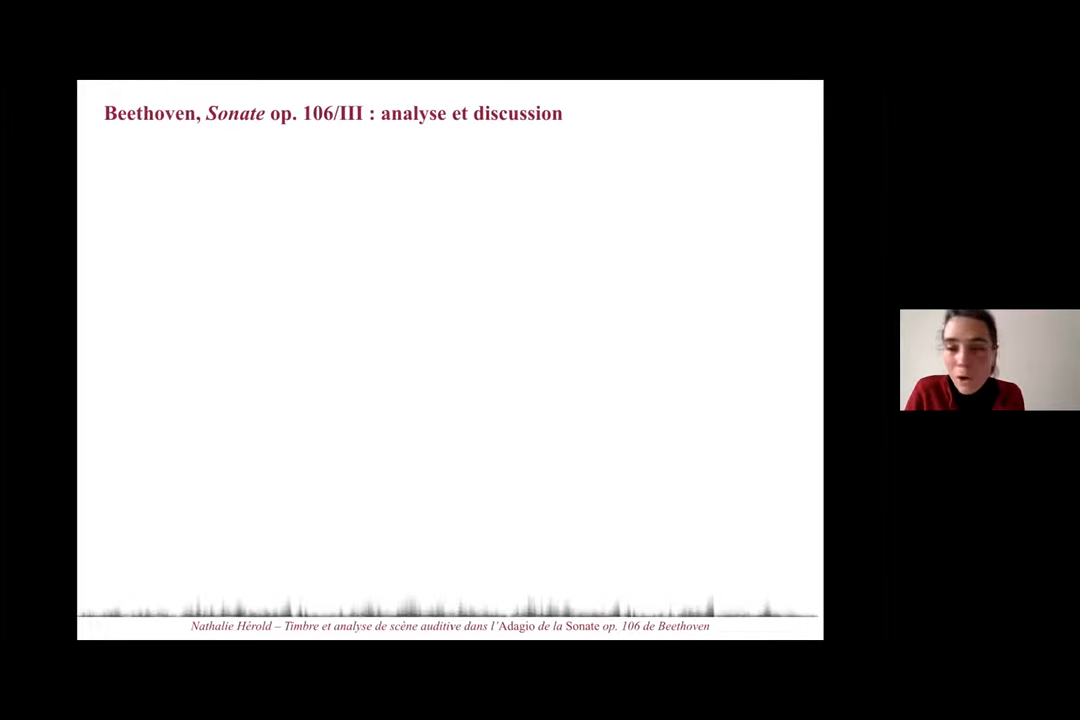 Beethoven, Sonate op. 106/III : analyse et discussion
Nathalie Hérold – Timbre et analyse de scène auditive dans l’Adagio de la Sonate op. 106 de Beethoven